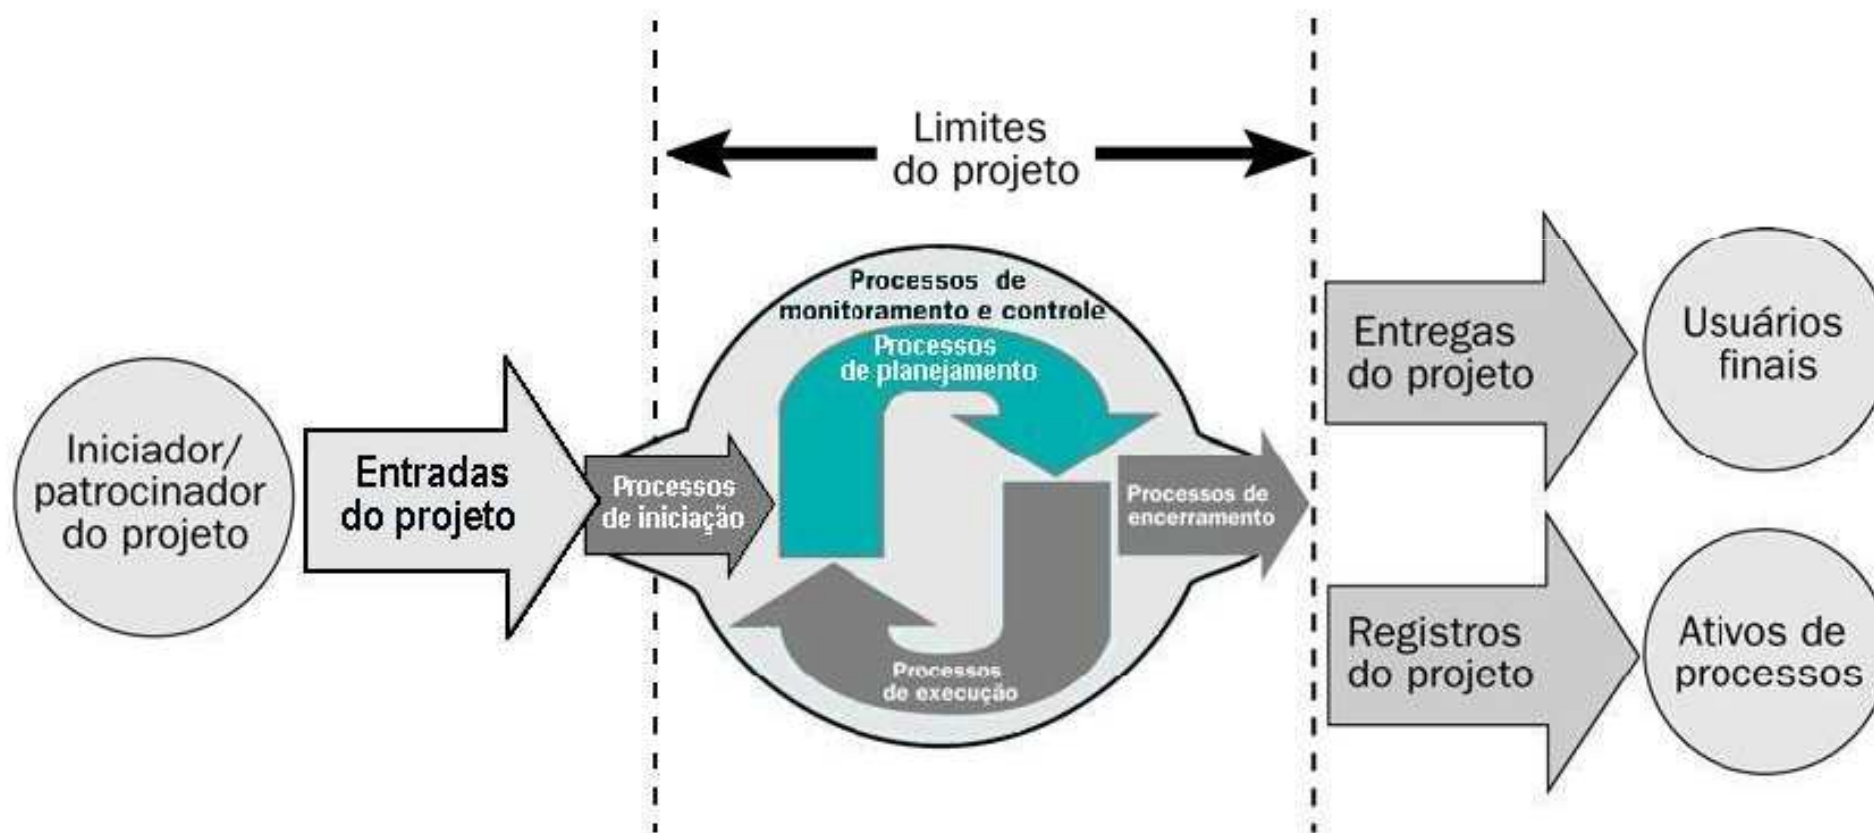 Limites
do projeto
Iniciador/
patrocinador
do projeto
Entradas
do projeto
Processos
de iniciação
Processos de
monitoramento e controle
Processos
de planejamento
Processos
de execução
Processos de
encerramento
Entregas
do projeto
Usuários
finais
Registros
do projeto
Ativos de
processos